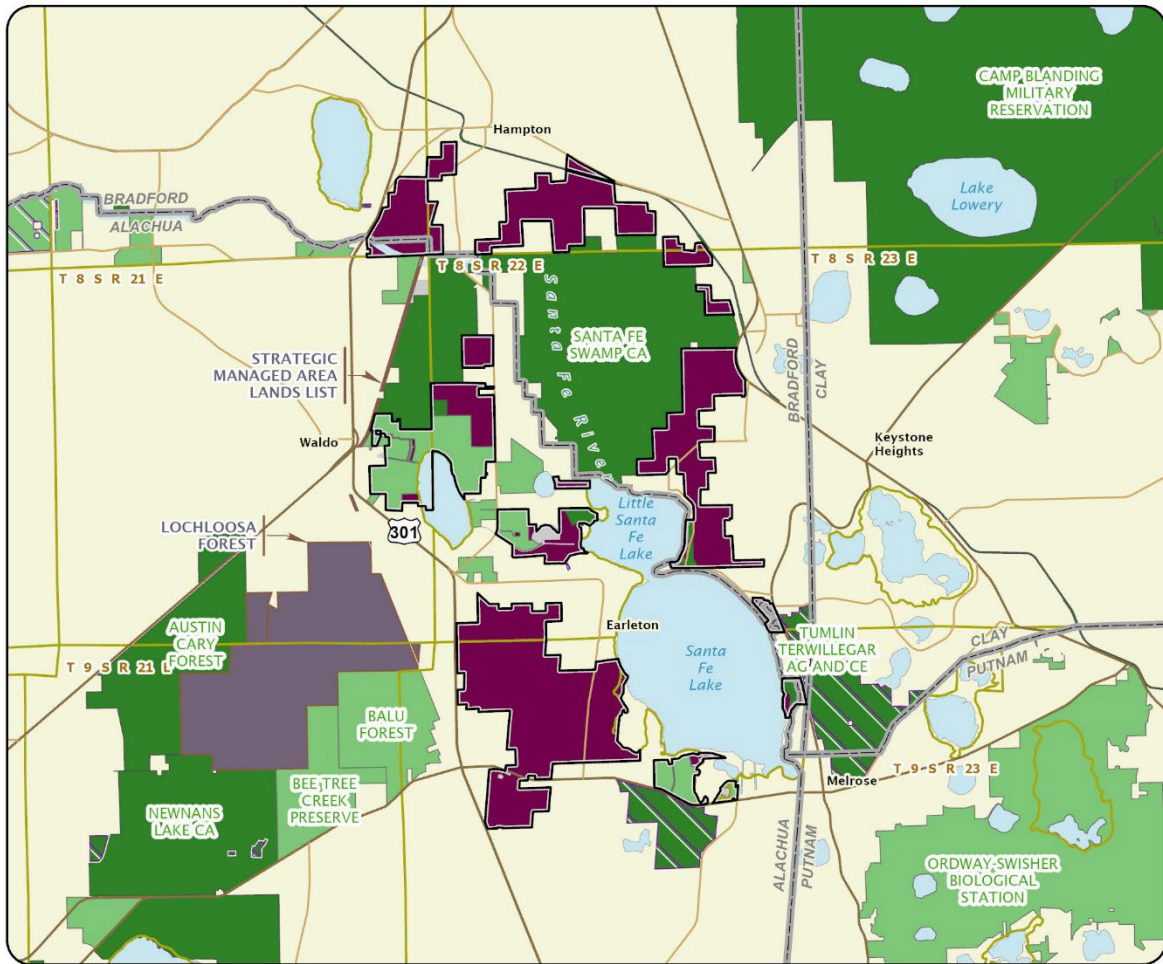 CAMP BLANDING
MILITARY
RESERVATION
Hampton
Lake
Lowery
BRADFORD
ALACHUA
T 8 S R 21 E
T 8 S R 22 E
T 8 S R 23 E
Santa Fe River
SANTA FE
SWAMP CA
STRATEGIC
MANAGED AREA
LANDS LIST
BRADFORD
CLAY
Waldo
Keystone
Heights
Little
Santa
Fe
Lake
LOCHLOOSA
FOREST
301
AUSTIN
CARY
FOREST
Earleton
TUMLIN
TERWILLEGAR
AG AND CE
CLAY
PUTNAM
T 9 S R 21 E
Santa
Fe
Lake
BALU
FOREST
T 9 S R 23 E
Melrose
BEE TREE
CREEK
PRESERVE
NEWNANS
LAKE CA
ALACHUA
PUTNAM
ORDWAY-SWISHER
BIOLOGICAL
STATION